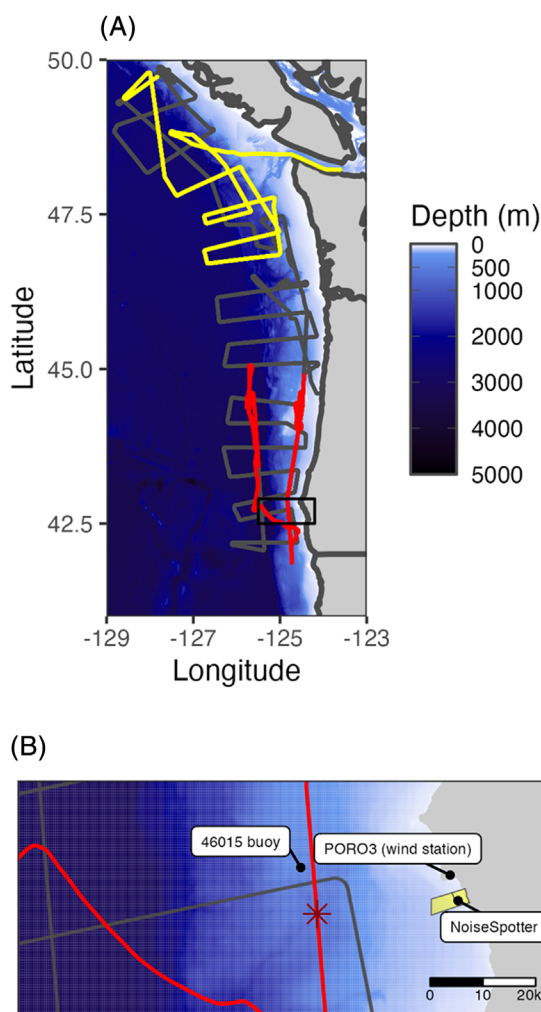 (A)
50.0
47.5
45.0
42.5
Latitude
-129
-127
-125
-123
Longitude
Depth (m)
0
500
1000
2000
3000
4000
5000
(B)
46015 buoy
PORO3 (wind station)
NoiseSpotter
0
10
20k